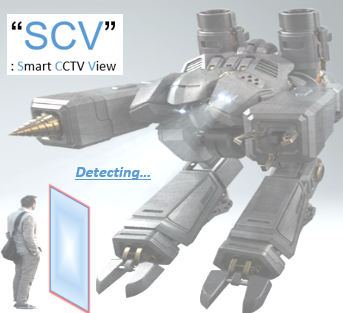 “SCV”
: Smart CCTV View
Detecting...